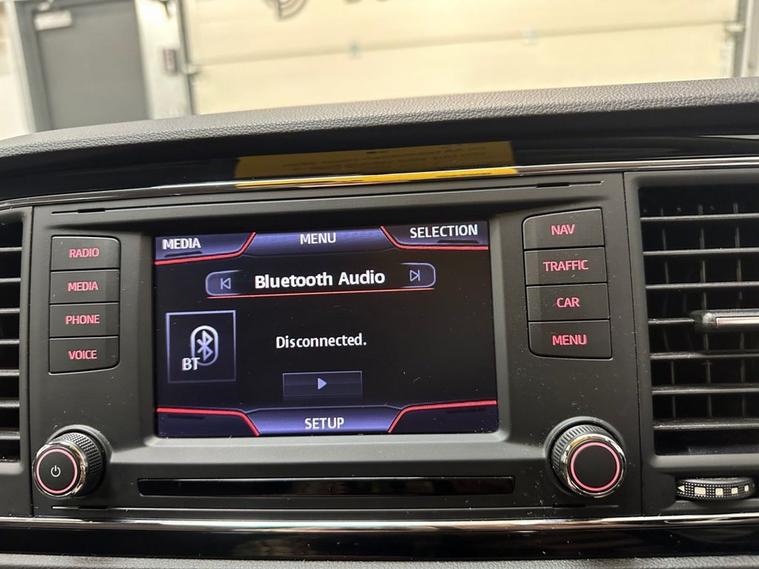 MEDIA
MENU
SELECTION
Bluetooth Audio
Disconnected.
BT
SETUP
RADIO
MEDIA
PHONE
VOICE
NAV
TRAFFIC
CAR
MENU